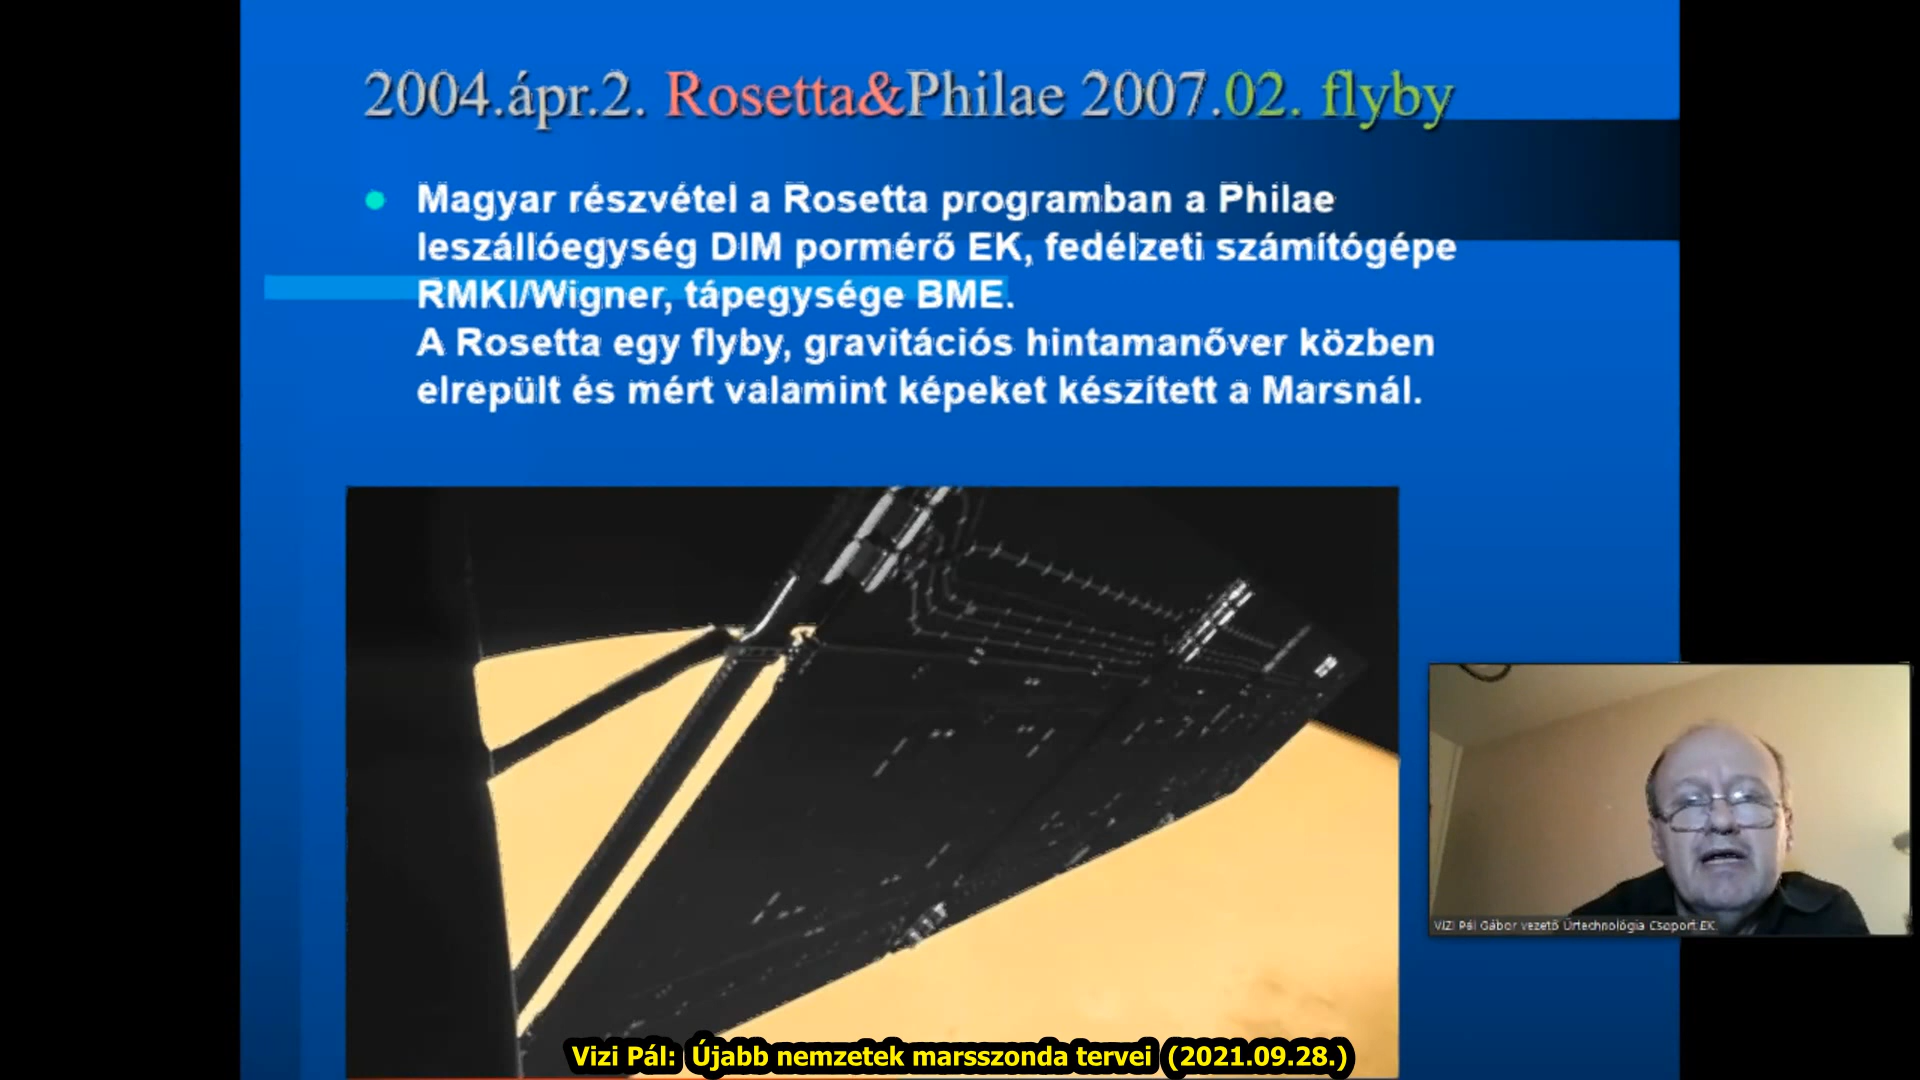 2004.ápr.2. Rosetta&Philae 2007.02. flyby
Magyar részvétel a Rosetta programban a Philae
leszállóegység DIM pormérő EK, fedélzeti számítógépe
RMKI/Wigner, tápegysége BME.
A Rosetta egy flyby, gravitációs hintamanőver közben
elrepült és mért valamint képeket készített a Marsnál.
VIZI Pál Gábor vezető Űrtechnológia Csoport EK.
Vizi Pál: Újabb nemzetek marsszonda tervei (2021.09.28.)